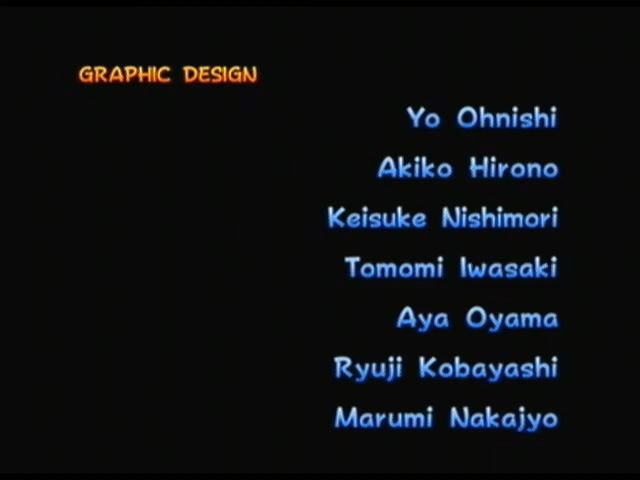 GRAPHIC DESIGN
Yo Ohnishi
Akiko Hirono
Keisuke Nishimori
Tomomi Iwasaki
Aya Oyama
Ryuji Kobayashi
Marumi Nakajyo